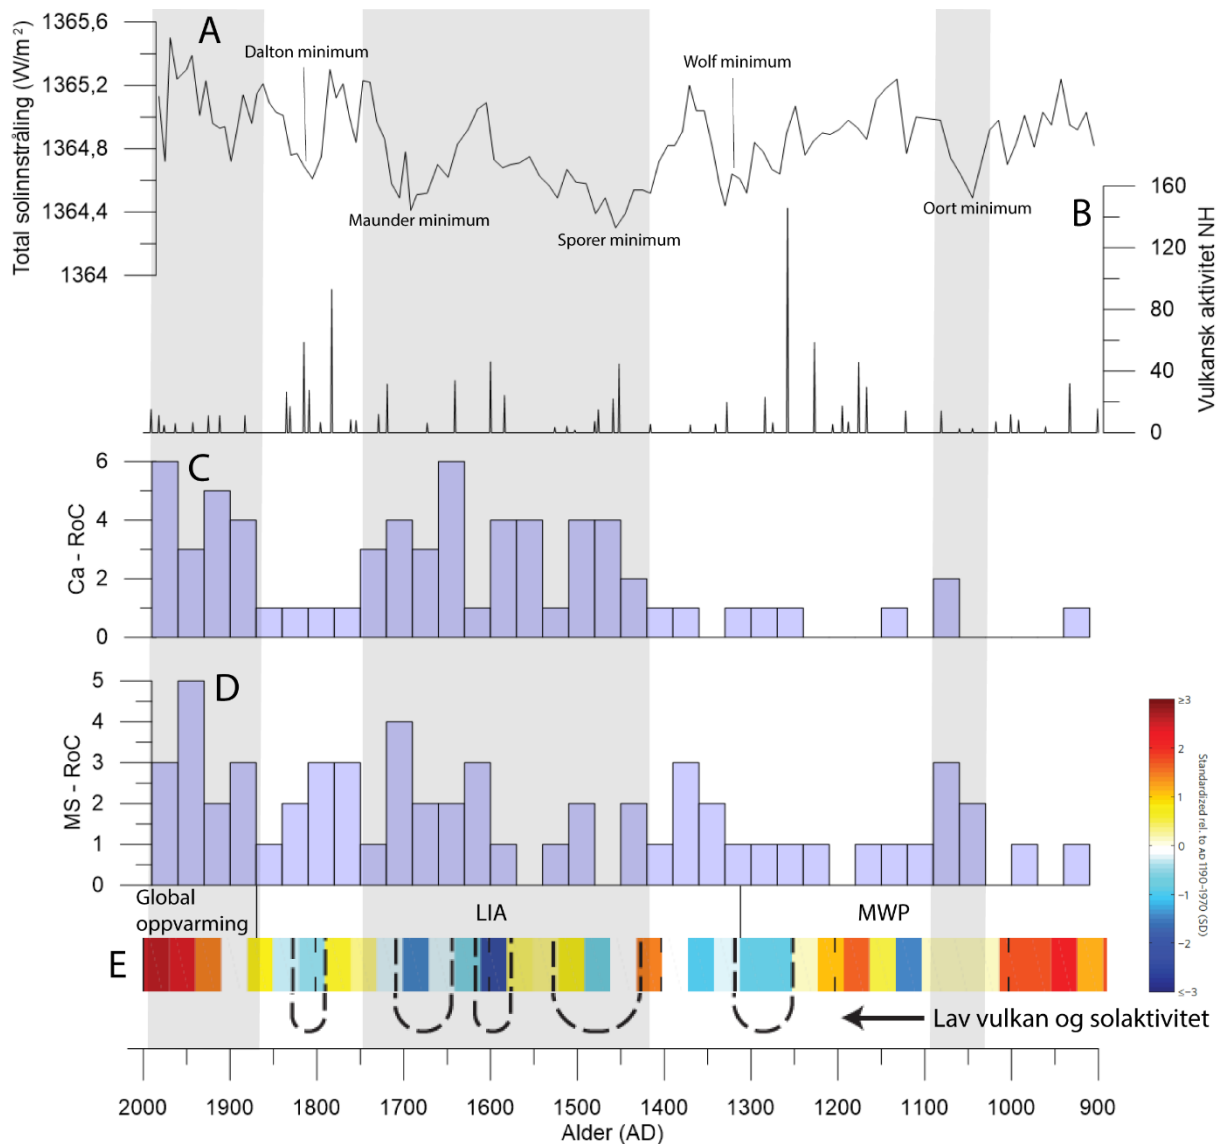 A
Total solinnstråling (W/m²)
1365,6
1365,2
1364,8
1364,4
1364
Dalton minimum
Maunder minimum
Sporer minimum
Wolf minimum
Oort minimum
B
Vulkansk aktivitet NH
160
120
80
40
0
C
Ca - RoC
6
4
2
0
D
MS - RoC
5
4
3
2
1
0
≥3
2
1
0
-1
-2
≤-3
Standardized rel. to AD 1190-1970 (SD)
Global
oppvarming
LIA
MWP
E
Lav vulkan og solaktivitet
2000 1900 1800 1700 1600 1500 1400 1300 1200 1100 1000 900
Alder (AD)